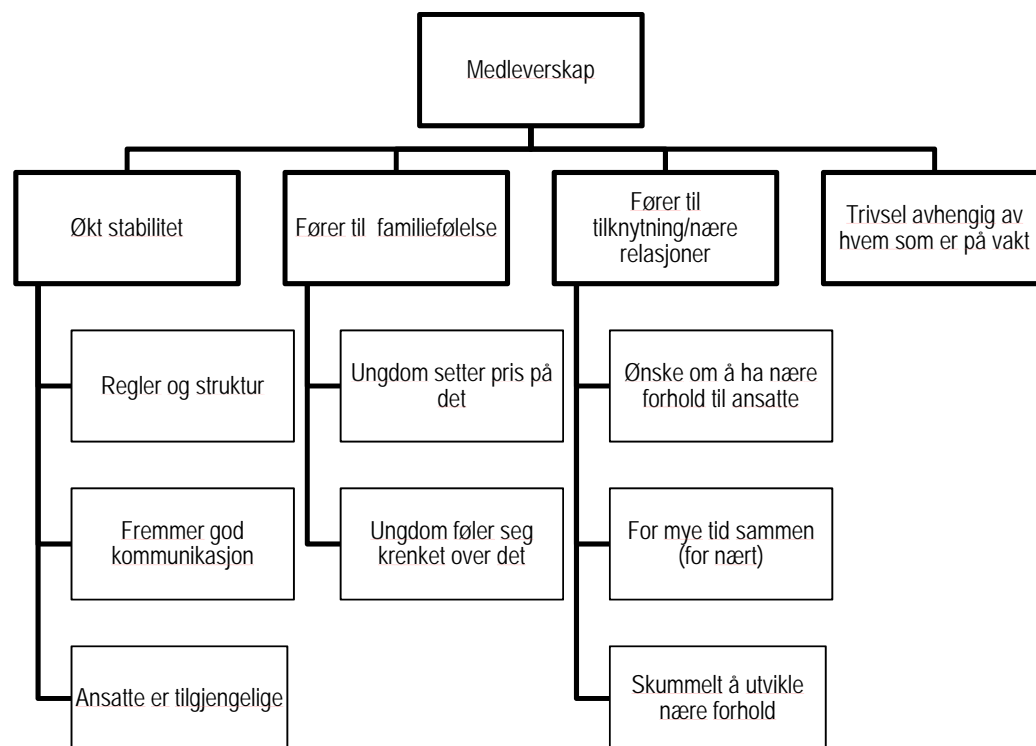 Medleverskap
Økt stabilitet
Regler og struktur
Fremmer god
kommunikasjon
Ansatte er tilgjengelige
Fører til  familiefølelse
Ungdom setter pris på
det
Ungdom føler seg
krenket over det
Fører til
tilknytning/nære
relasjoner
Ønske om å ha nære
forhold til ansatte
For mye tid sammen
(for nært)
Skummelt å utvikle
nære forhold
Trivsel avhengig av
hvem som er på vakt